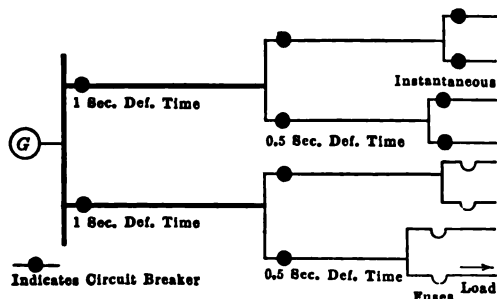 Instantaneous
1 Sec. Def. Time
0.5 Sec. Def. Time
G
1 Sec. Def. Time
Indicates Circuit Breaker
0.5 Sec. Def. Time
Load
Fuses